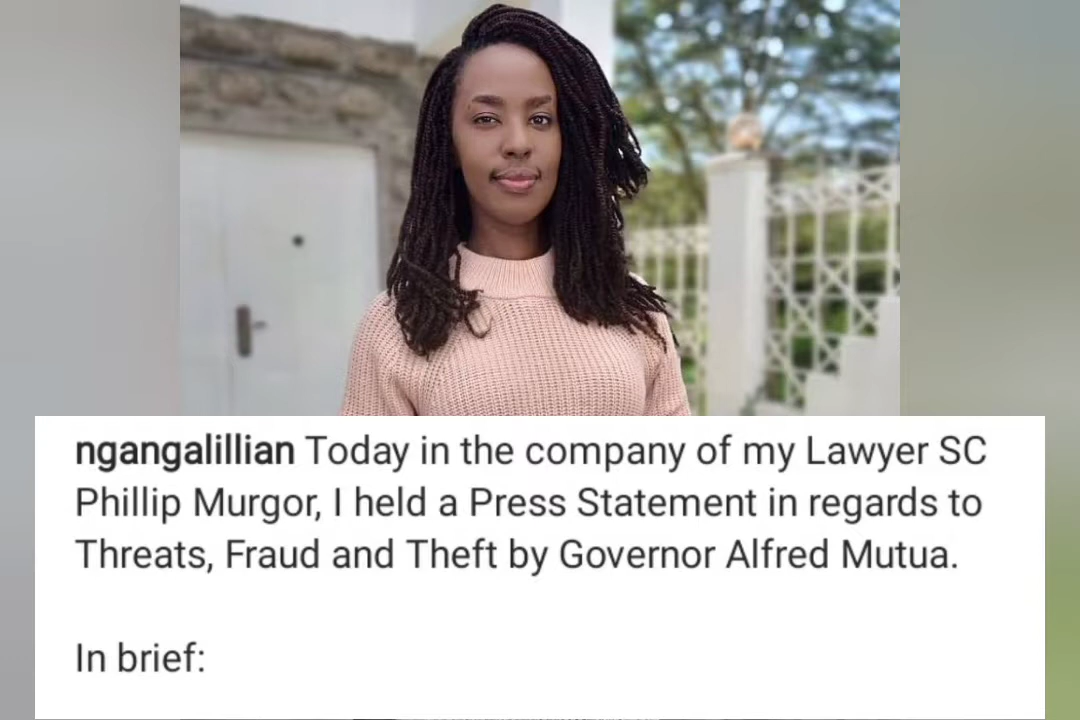 ngangalillian Today in the company of my Lawyer SC
Phillip Murgor, I held a Press Statement in regards to
Threats, Fraud and Theft by Governor Alfred Mutua.
In brief: